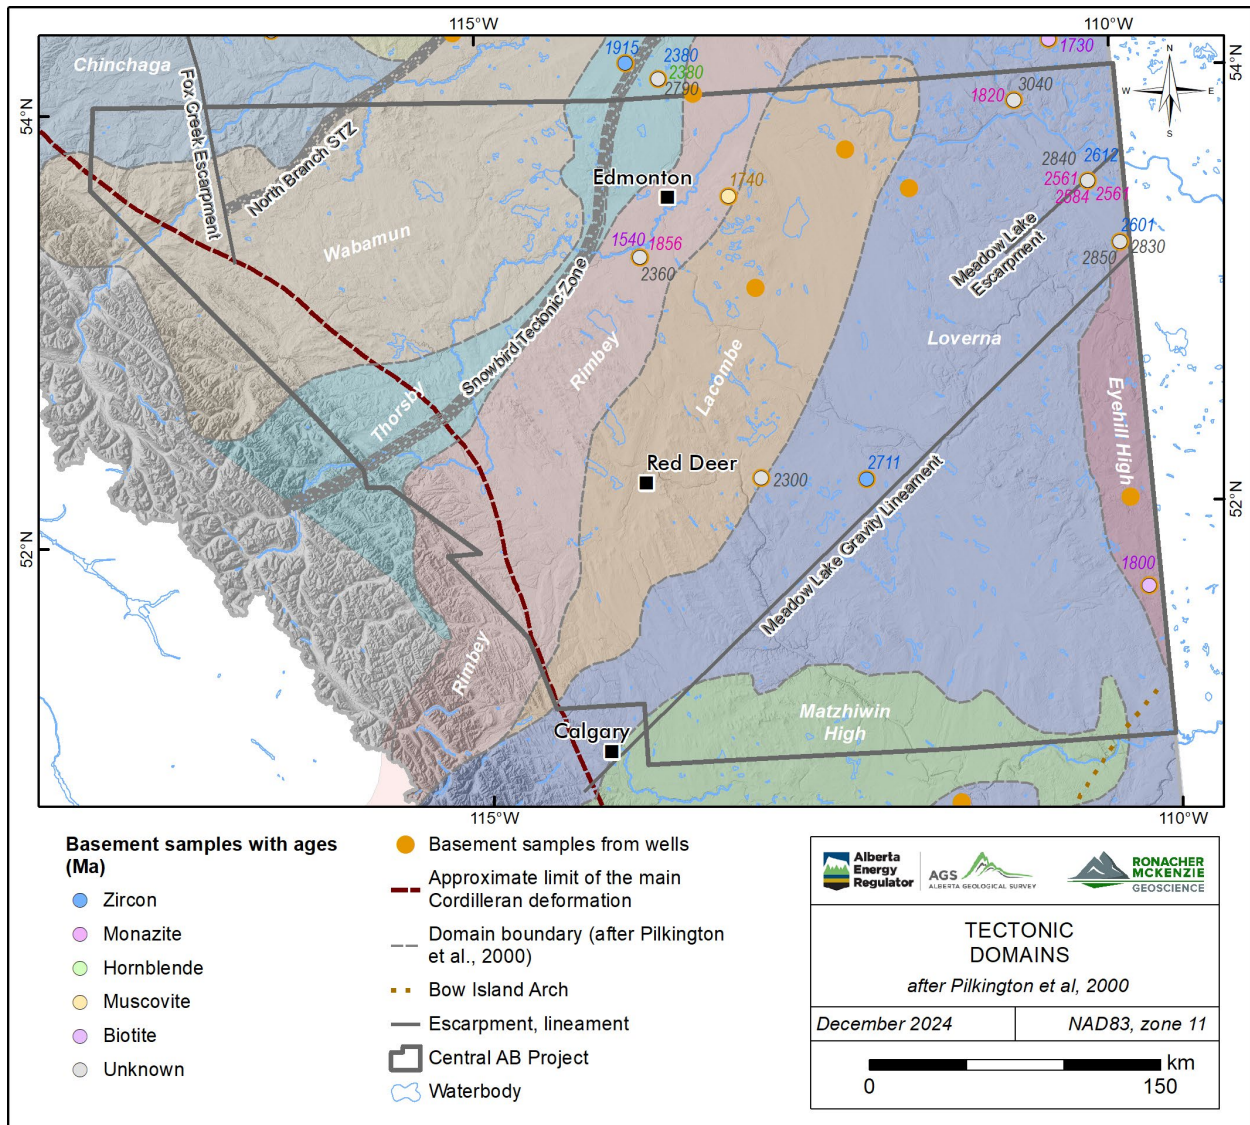 115°W
110°W
Chinchaga
Fox Creek Escarpment
North Branch STZ
1915
2380
2380
2790
1730
54°N
54°N
N
W
E
S
1820
3040
2840
2612
2561
2584
2561
2601
2850
2830
Edmonton
1740
1540
1856
2360
Wabamun
Meadow Lake
Escarpment
Snowbird Tectonic Zone
Loverna
Rimbey
Lacombe
Thorsby
Eyehill High
Red Deer
2300
2711
Meadow Lake Gravity Lineament
52°N
52°N
1800
Rimbey
Matzhiwin
High
Calgary
115°W
110°W
Basement samples with ages
(Ma)
Zircon
Monazite
Hornblende
Muscovite
Biotite
Unknown
Basement samples from wells
Approximate limit of the main
Cordilleran deformation
Domain boundary (after Pilkington
et al., 2000)
Bow Island Arch
Escarpment, lineament
Central AB Project
Waterbody
Alberta
Energy
Regulator
AGS
ALBERTA GEOLOGICAL SURVEY
RONACHER
MCKENZIE
GEOSCIENCE
TECTONIC
DOMAINS
after Pilkington et al, 2000
December 2024
NAD83, zone 11
km
0
150